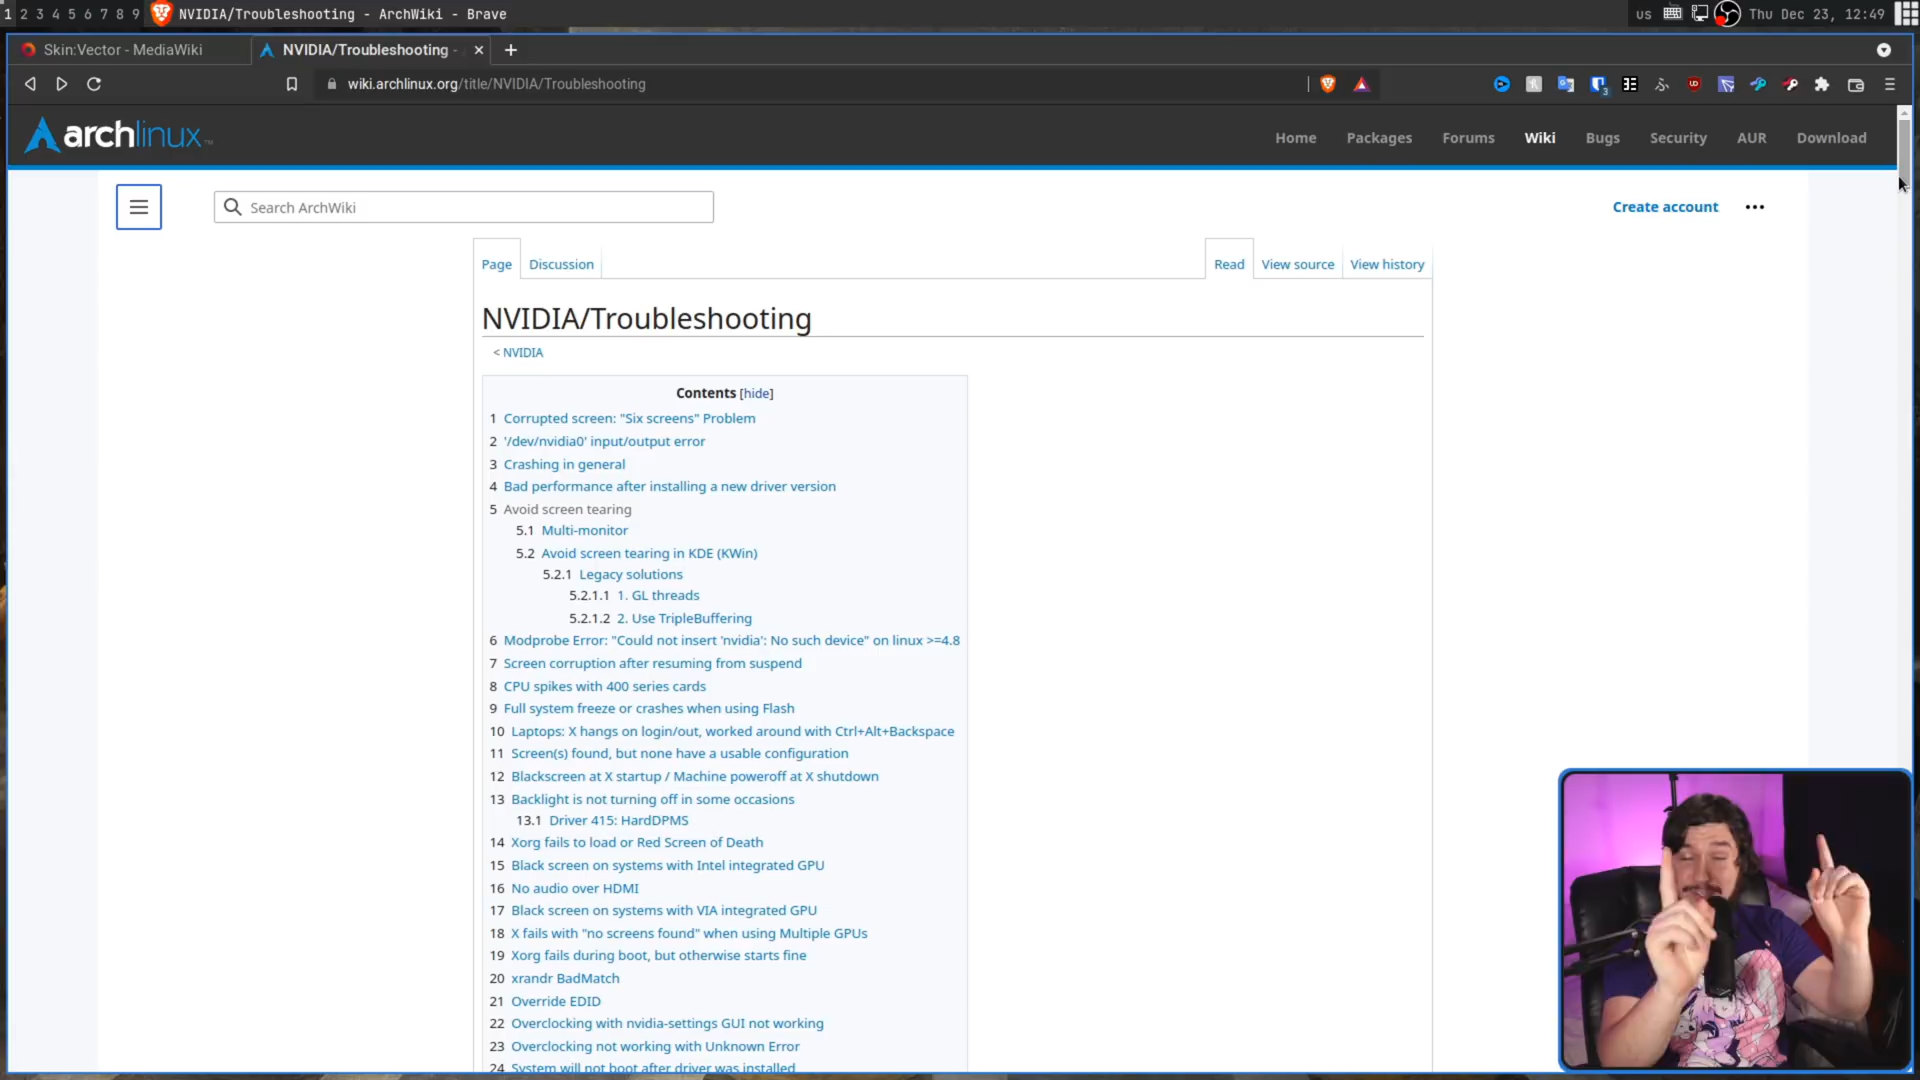 1 2 3 4 5 6 7 8 9 NVIDIA/Troubleshooting - ArchWiki - Brave
us Thu Dec 23, 12:49
Skin:Vector - MediaWiki
NVIDIA/Troubleshooting -
wiki.archlinux.org/title/NVIDIA/Troubleshooting
3
archlinux
Home Packages Forums Wiki Bugs Security AUR Download
Search ArchWiki
Create account
Page Discussion Read View source View history
NVIDIA/Troubleshooting
< NVIDIA
Contents [hide]
1 Corrupted screen: "Six screens" Problem
2 '/dev/nvidia0' input/output error
3 Crashing in general
4 Bad performance after installing a new driver version
5 Avoid screen tearing
5.1 Multi-monitor
5.2 Avoid screen tearing in KDE (KWin)
5.2.1 Legacy solutions
5.2.1.1 1. GL threads
5.2.1.2 2. Use TripleBuffering
6 Modprobe Error: "Could not insert 'nvidia': No such device" on linux >=4.8
7 Screen corruption after resuming from suspend
8 CPU spikes with 400 series cards
9 Full system freeze or crashes when using Flash
10 Laptops: X hangs on login/out, worked around with Ctrl+Alt+Backspace
11 Screen(s) found, but none have a usable configuration
12 Blackscreen at X startup / Machine poweroff at X shutdown
13 Backlight is not turning off in some occasions
13.1 Driver 415: HardDPMS
14 Xorg fails to load or Red Screen of Death
15 Black screen on systems with Intel integrated GPU
16 No audio over HDMI
17 Black screen on systems with VIA integrated GPU
18 X fails with "no screens found" when using Multiple GPUs
19 Xorg fails during boot, but otherwise starts fine
20 xrandr BadMatch
21 Override EDID
22 Overclocking with nvidia-settings GUI not working
23 Overclocking not working with Unknown Error
24 System will not boot after driver was installed